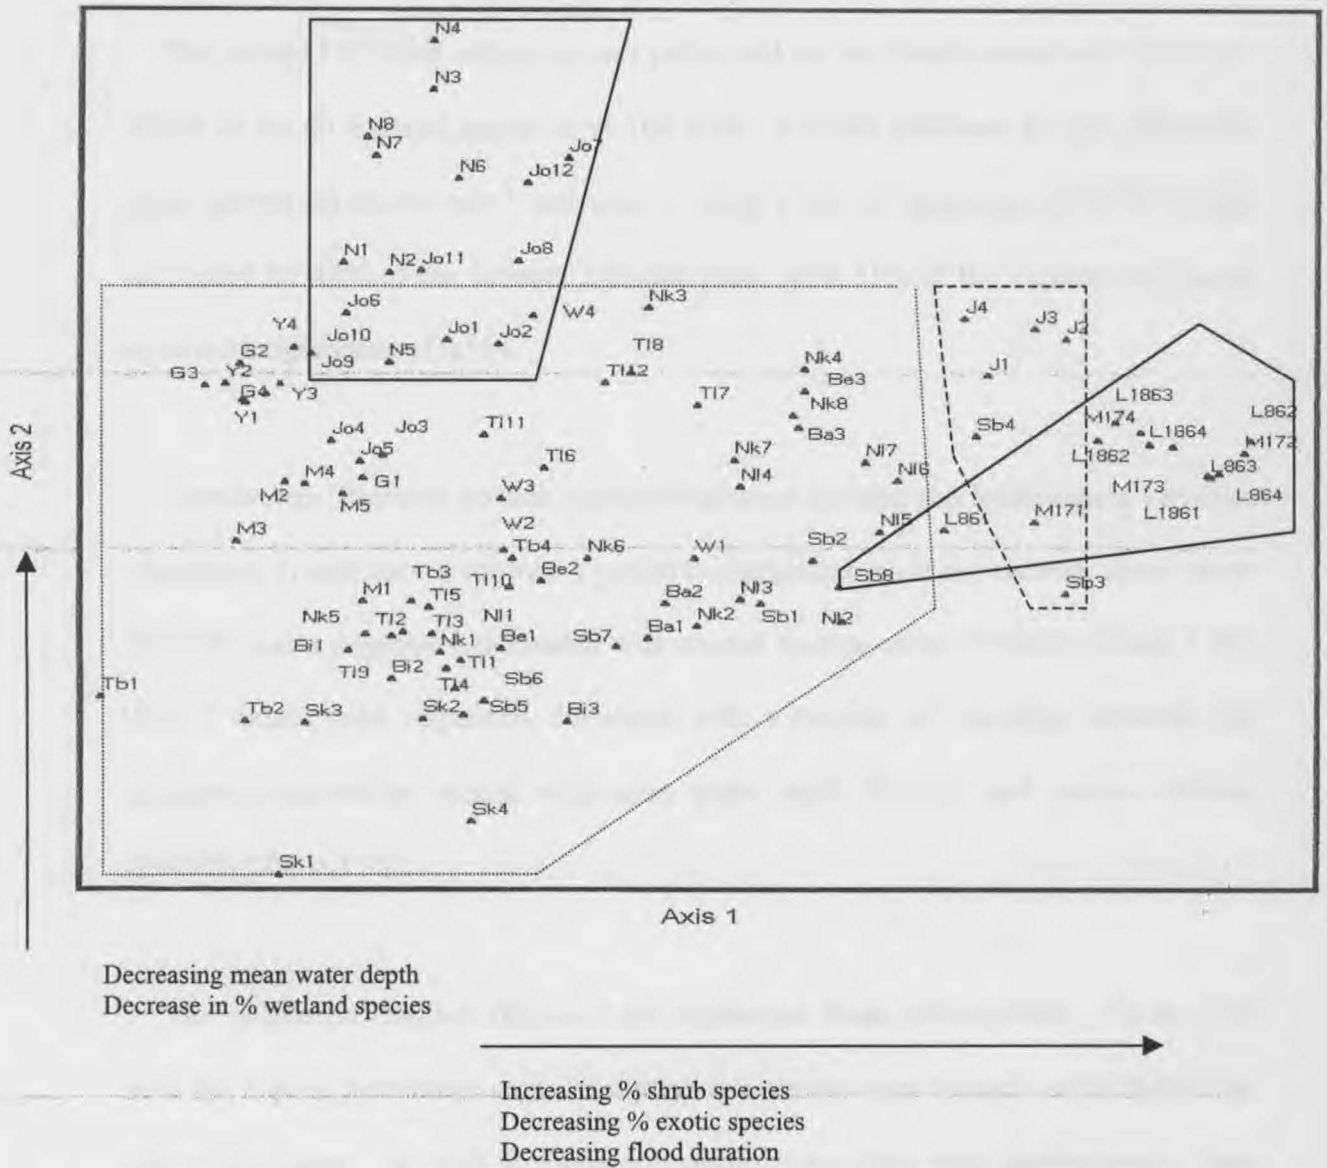 N4
N3
N8
N7
Jo7
N6
Jo12
N1
N2
Jo11
Jo8
Jo6
Nk3
W4
J4
J3
J2
Y4
Jo10
Jo1
Jo2
Jo9
N5
Tl8
G2
Nk4
J1
G3
Y2
Tl12
Be3
G4
Y3
Tl7
Nk8
L1863
L862
Y1
Jo4
Jo3
Tl11
Ba3
Sb4
M174
L1864
M172
Jo5
Tl6
Nk7
Nl7
L1862
M4
G1
Nl4
Nl6
L863
M2
M5
W3
M173
L864
M3
W2
Nl5
L861
M171
L1861
Tb4
Nk6
W1
Sb2
Tb3
Tl10
Be2
Sb8
M1
Tl5
Nl3
Sb3
Nk5
Tl2
Tl3
Nl1
Ba2
Nk2
Sb1
Nl2
Bi1
Nk1
Be1
Sb7
Ba1
Tl9
Bi2
Tl1
Tb1
Tl4
Sb6
Tb2
Sk3
Sk2
Sb5
Bi3
Sk4
Sk1
Axis 2
Axis 1
Decreasing mean water depth
Decrease in % wetland species
Increasing % shrub species
Decreasing % exotic species
Decreasing flood duration